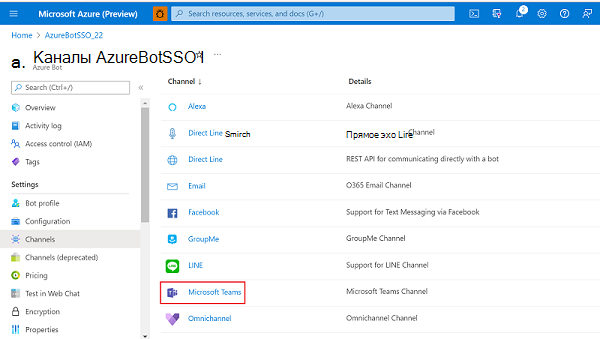 Microsoft Azure (Preview)
Search resources, services, and docs (G+/)
2
Home > AzureBotSSO_22
a. Каналы AzureBotSSO1 ...
Azure Bot
Search (Ctrl+/) «
Overview
Activity log
Access control (IAM)
Tags
Settings
Bot profile
Configuration
Channels
Channels (deprecated)
Pricing
Test in Web Chat
Encryption
Properties
Channel ↓ Details
Alexa Alexa Channel
Direct Line Smirch Прямое эхо Line Channel
Direct Line REST API for communicating directly with a bot
Email O365 Email Channel
Facebook Support for Text Messaging via Facebook
GroupMe GroupMe Channel
LINE Support for LINE Channel
Microsoft Teams Microsoft Teams Channel
Omnichannel Omnichannel Channel